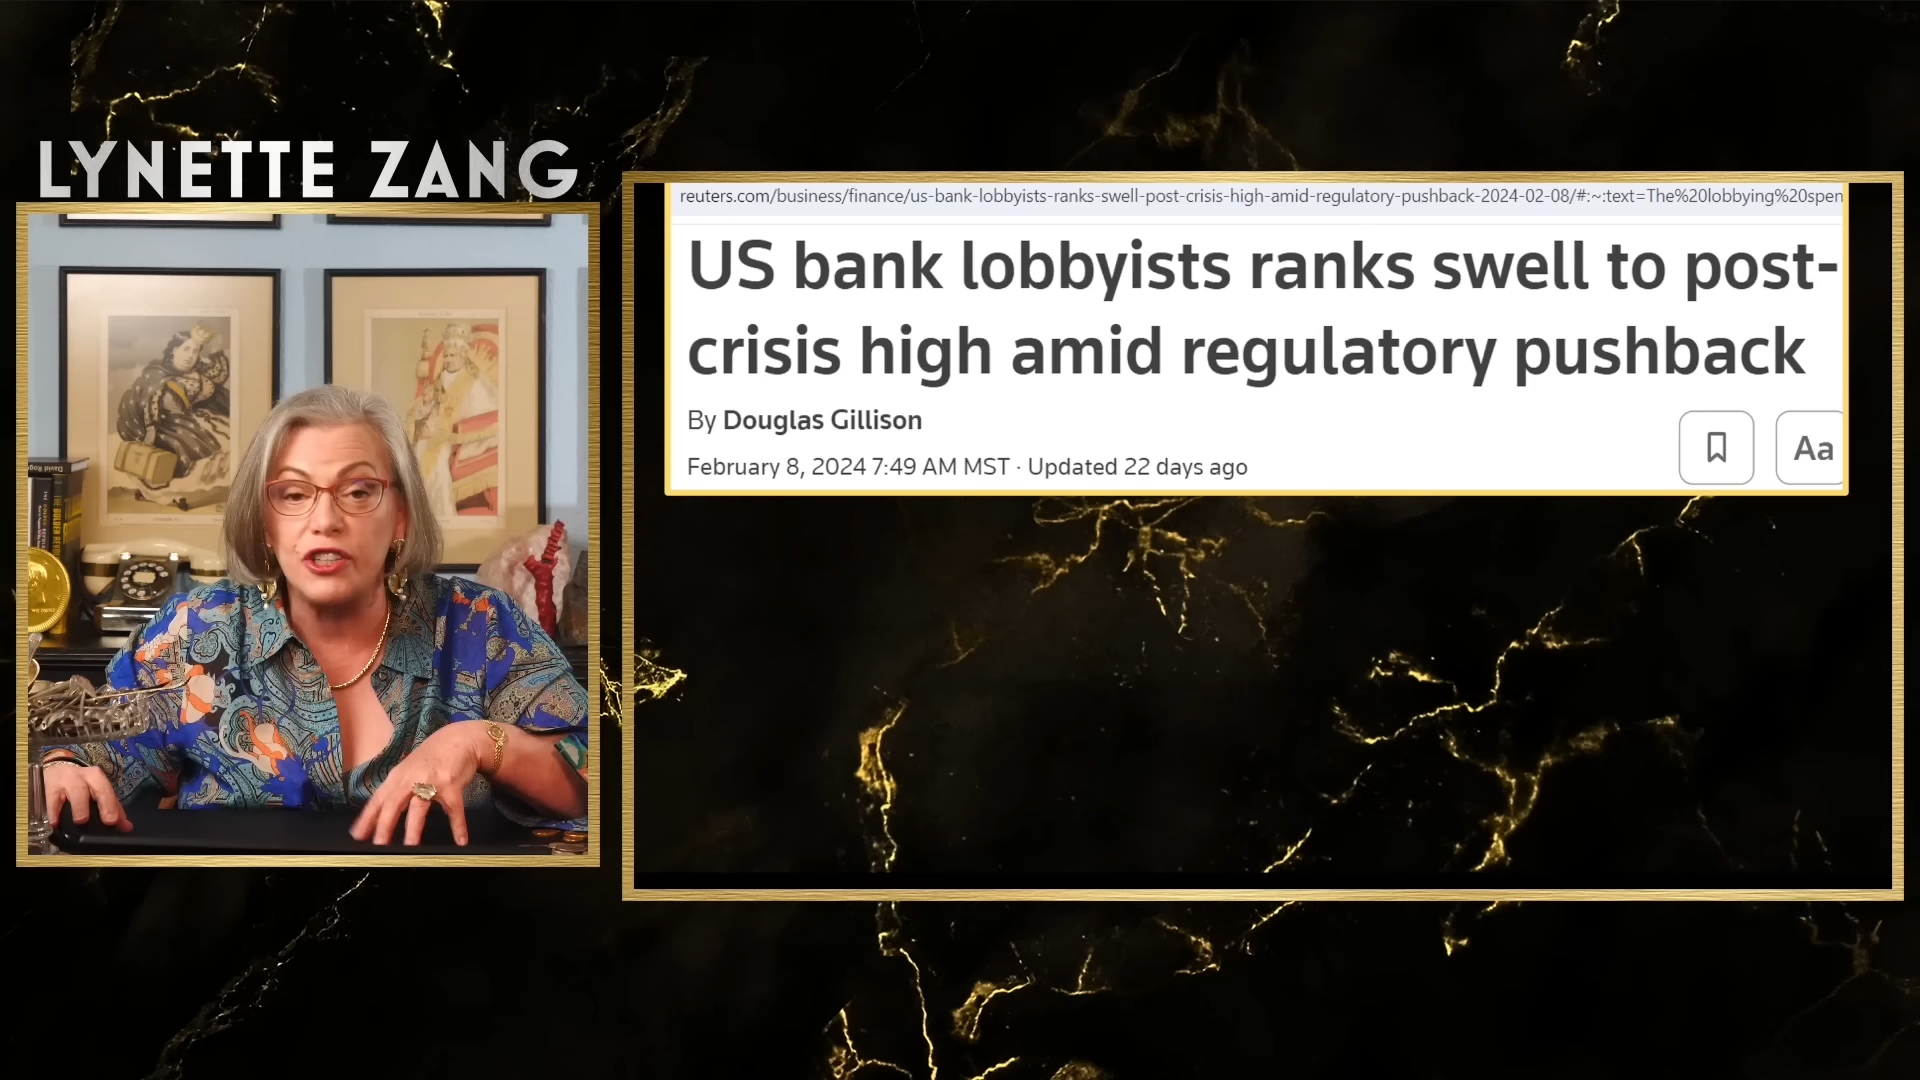 LYNETTE ZANG
reuters.com/business/finance/us-bank-lobbyists-ranks-swell-post-crisis-high-amid-regulatory-pushback-2024-02-08/#:~:text=The%20lobbying%20spen
US bank lobbyists ranks swell to post-
crisis high amid regulatory pushback
By Douglas Gillison
February 8, 2024 7:49 AM MST · Updated 22 days ago
Aa
David Rog